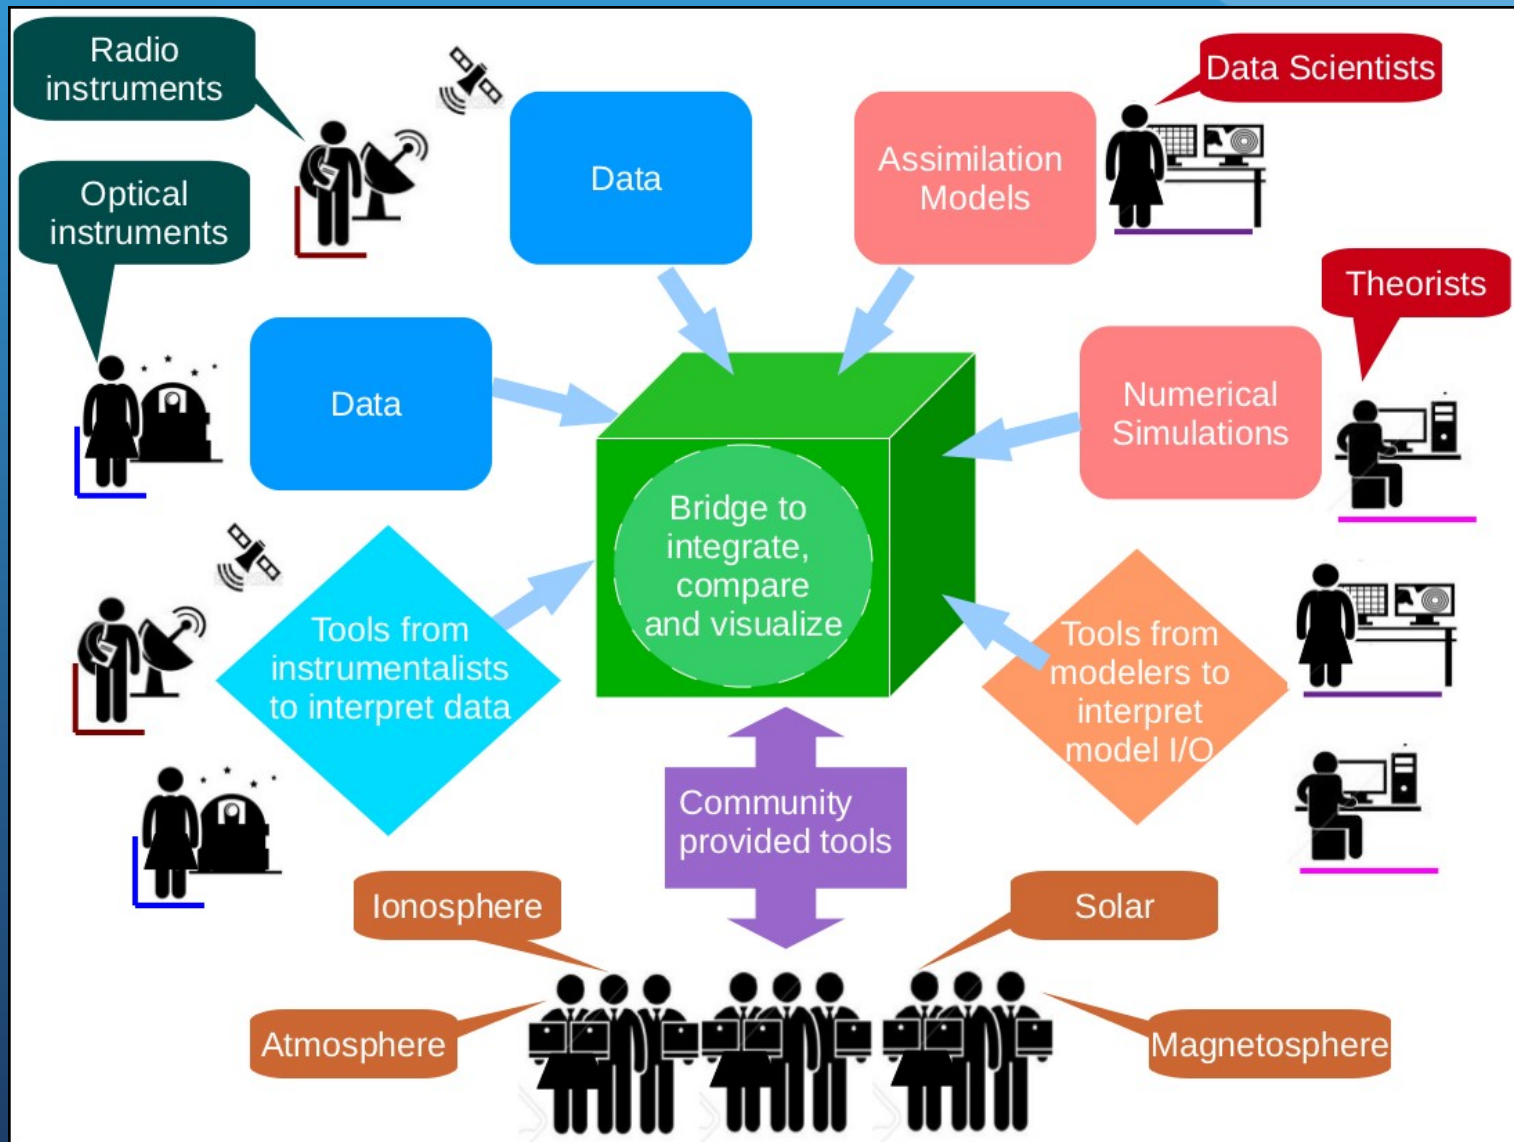 Radio
instruments
Data Scientists
Data
Assimilation
Models
Optical
instruments
Theorists
Data
Numerical
Simulations
Bridge to
integrate,
compare
and visualize
Tools from
instrumentalists
to interpret data
Tools from
modelers to
interpret
model I/O
Community
provided tools
Ionosphere
Solar
Atmosphere
Magnetosphere